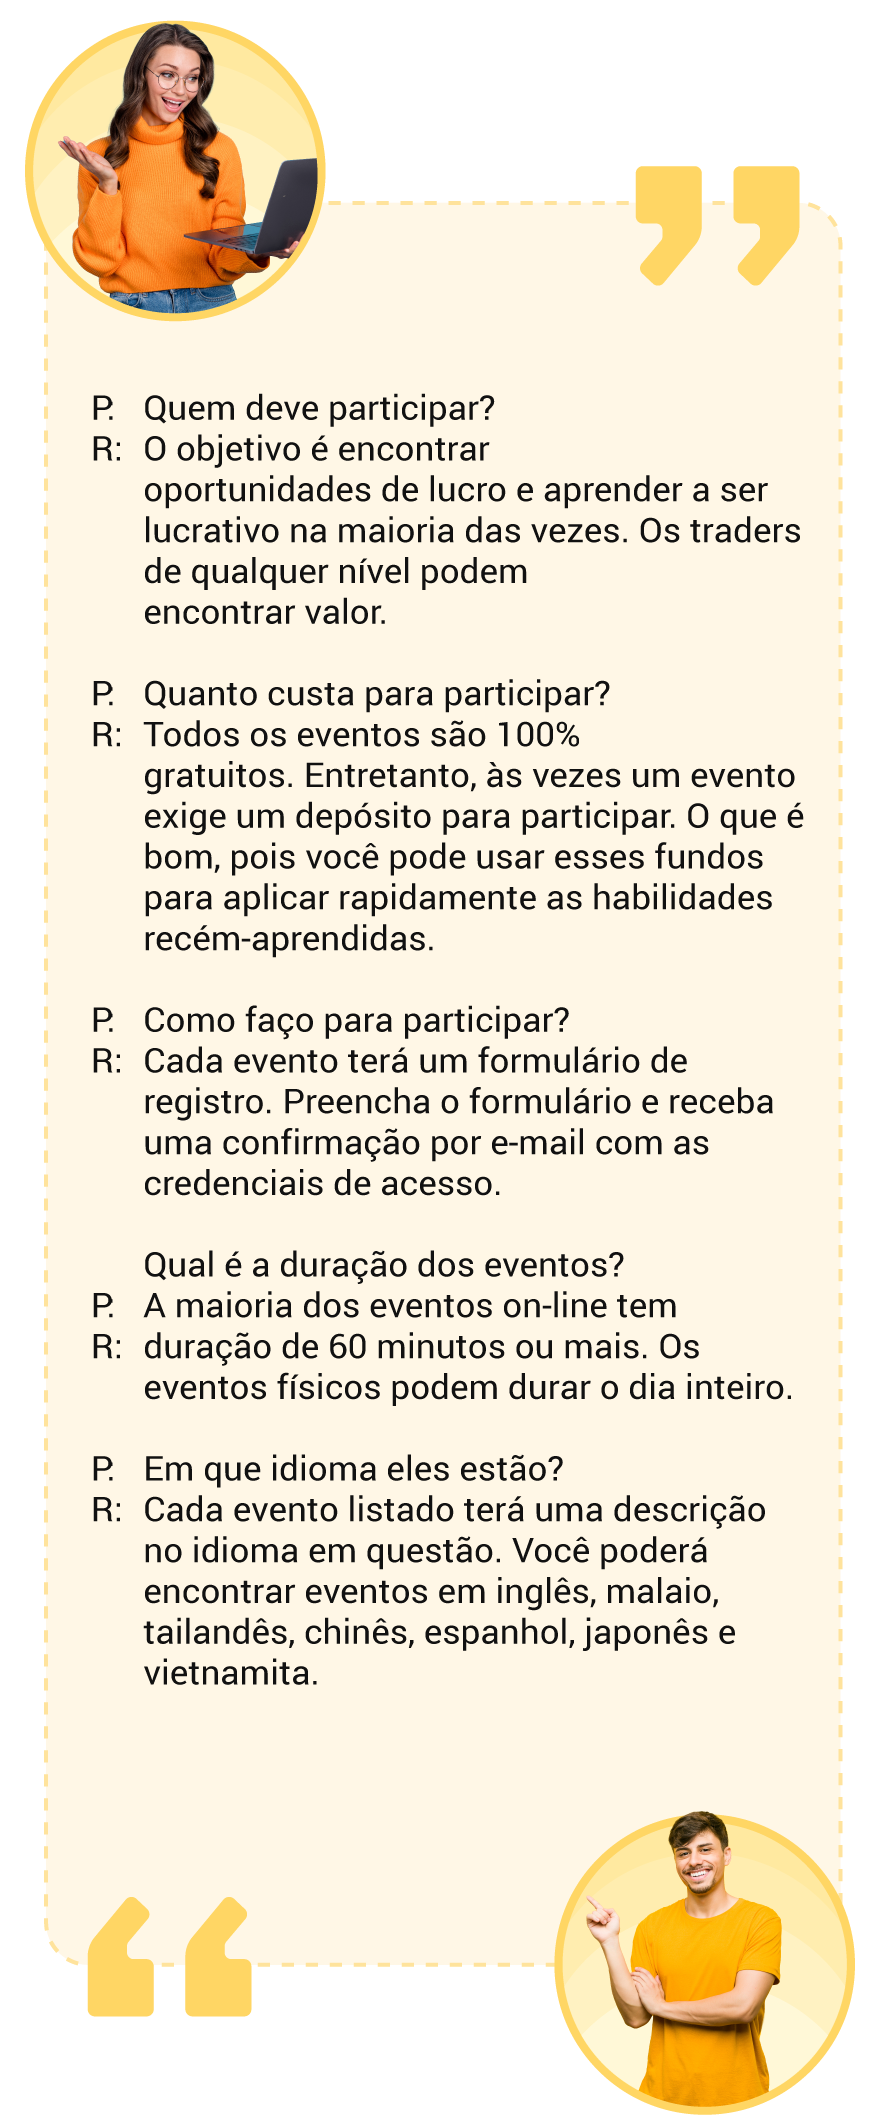 P. Quem deve participar?
R: O objetivo é encontrar
oportunidades de lucro e aprender a ser
lucrativo na maioria das vezes. Os traders
de qualquer nível podem
encontrar valor.
P. Quanto custa para participar?
R: Todos os eventos são 100%
gratuitos. Entretanto, às vezes um evento
exige um depósito para participar. O que é
bom, pois você pode usar esses fundos
para aplicar rapidamente as habilidades
recém-aprendidas.
P. Como faço para participar?
R: Cada evento terá um formulário de
registro. Preencha o formulário e receba
uma confirmação por e-mail com as
credenciais de acesso.
Qual é a duração dos eventos?
P. A maioria dos eventos on-line tem
R: duração de 60 minutos ou mais. Os
eventos físicos podem durar o dia inteiro.
P. Em que idioma eles estão?
R: Cada evento listado terá uma descrição
no idioma em questão. Você poderá
encontrar eventos em inglês, malaio,
tailandês, chinês, espanhol, japonês e
vietnamita.